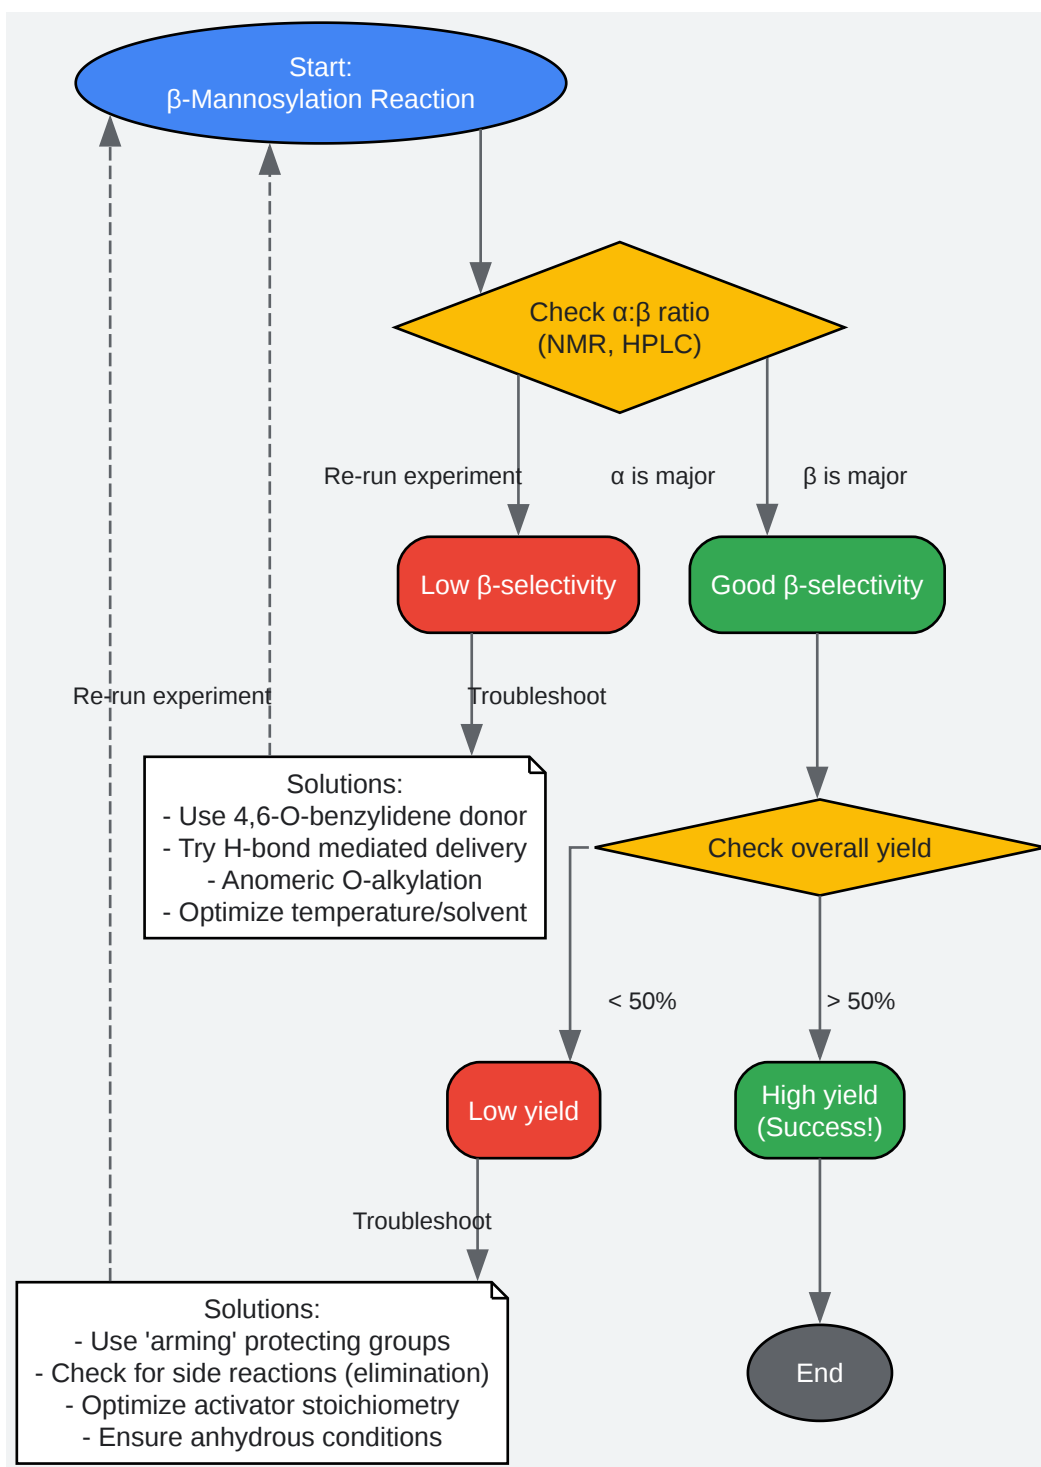 Start:
β-Mannosylation Reaction
Check α:β ratio
(NMR, HPLC)
Re-run experiment
α is major
β is major
Low β-selectivity
Good β-selectivity
Re-run experiment
Troubleshoot
Solutions:
- Use 4,6-O-benzylidene donor
- Try H-bond mediated delivery
- Anomeric O-alkylation
- Optimize temperature/solvent
Check overall yield
< 50%
> 50%
Low yield
High yield
(Success!)
Troubleshoot
Solutions:
- Use 'arming' protecting groups
- Check for side reactions (elimination)
- Optimize activator stoichiometry
- Ensure anhydrous conditions
End